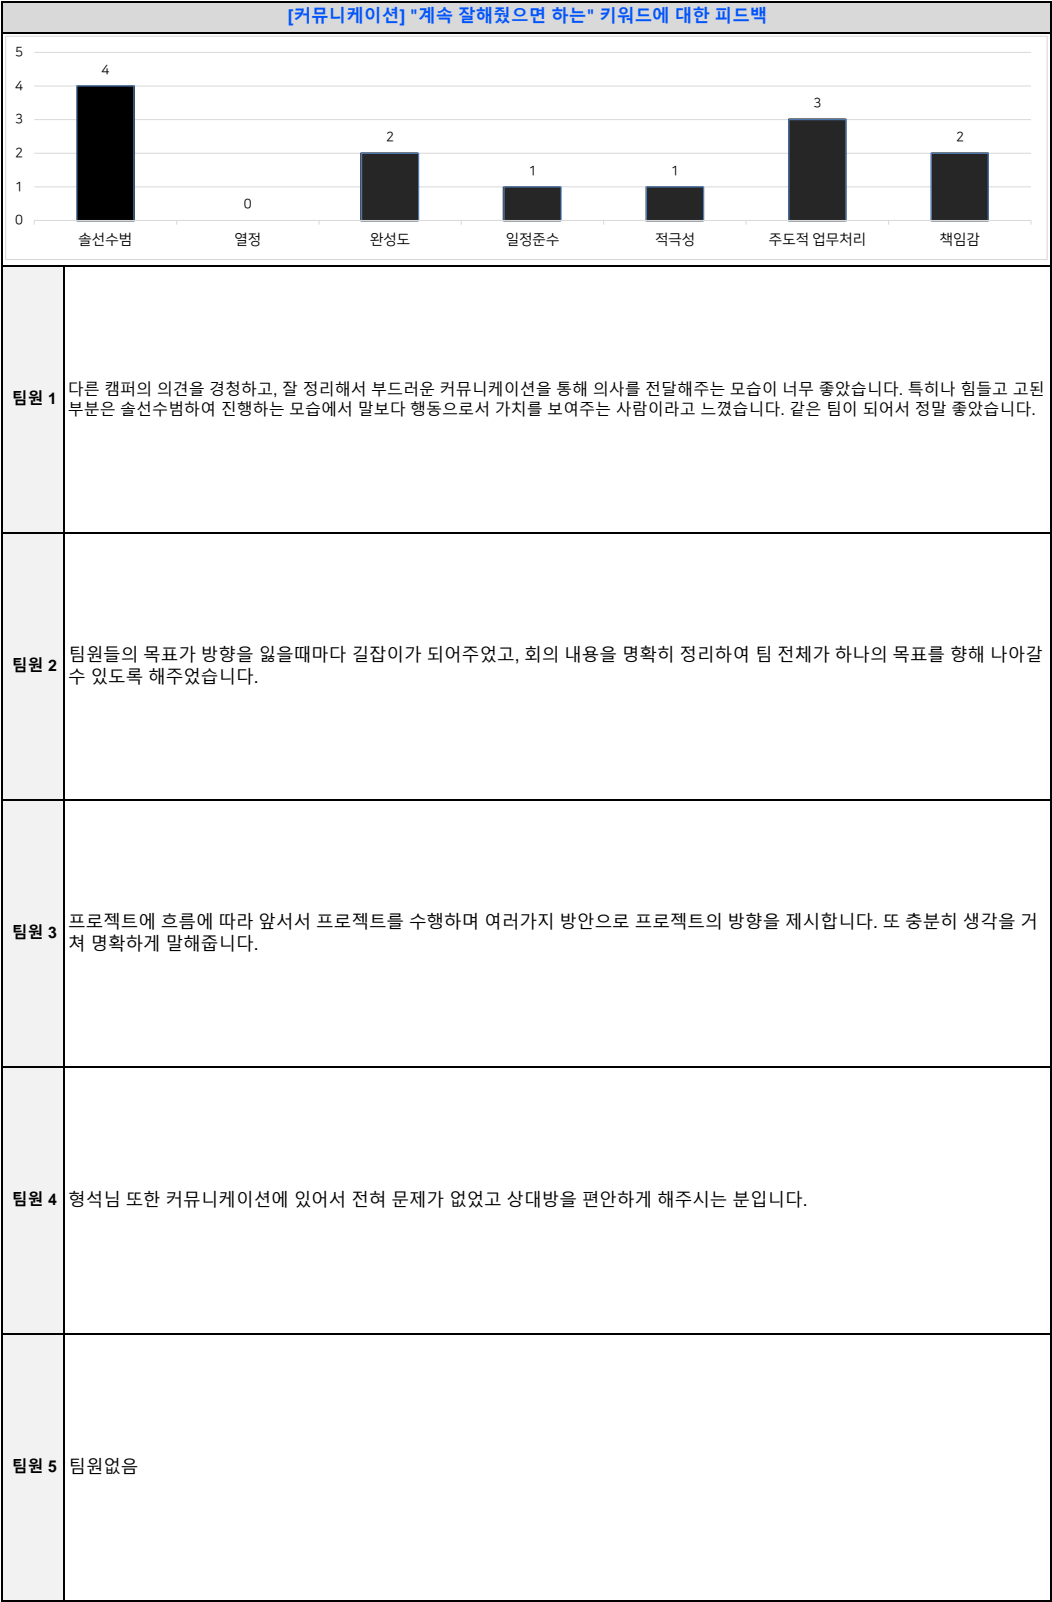 [커뮤니케이션] "계속 잘해줬으면 하는" 키워드에 대한 피드백
5
4
3
2
1
0
4
0
2
1
1
3
2
솔선수범
열정
완성도
일정준수
적극성
주도적 업무처리
책임감
팀원 1
다른 캠퍼의 의견을 경청하고, 잘 정리해서 부드러운 커뮤니케이션을 통해 의사를 전달해주는 모습이 너무 좋았습니다. 특히나 힘들고 고된
부분은 솔선수범하여 진행하는 모습에서 말보다 행동으로서 가치를 보여주는 사람이라고 느꼈습니다. 같은 팀이 되어서 정말 좋았습니다.
팀원 2
팀원들의 목표가 방향을 잃을때마다 길잡이가 되어주었고, 회의 내용을 명확히 정리하여 팀 전체가 하나의 목표를 향해 나아갈
수 있도록 해주었습니다.
팀원 3
프로젝트에 흐름에 따라 앞서서 프로젝트를 수행하며 여러가지 방안으로 프로젝트의 방향을 제시합니다. 또 충분히 생각을 거
쳐 명확하게 말해줍니다.
팀원 4
형석님 또한 커뮤니케이션에 있어서 전혀 문제가 없었고 상대방을 편안하게 해주시는 분입니다.
팀원 5
팀원없음